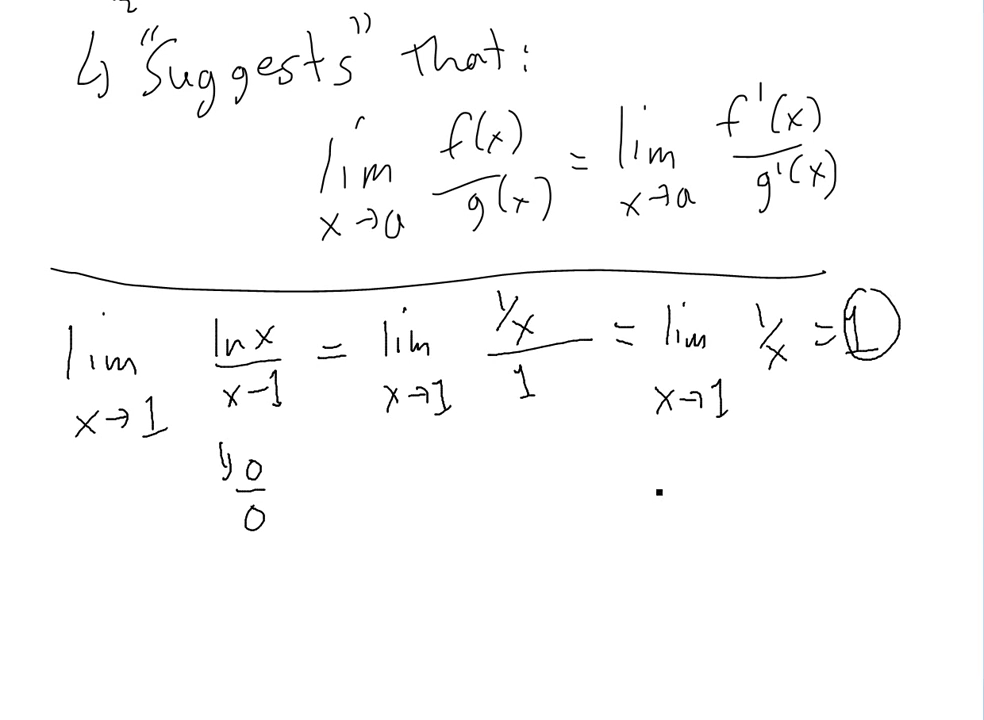 ↳ "Suggests" that:
lim x→a f(x)/g(x) = lim x→a f'(x)/g'(x)
lim x→1 ln x/x-1 = lim x→1 1/x/1 = lim x→1 1/x = 1
↳ 0/0